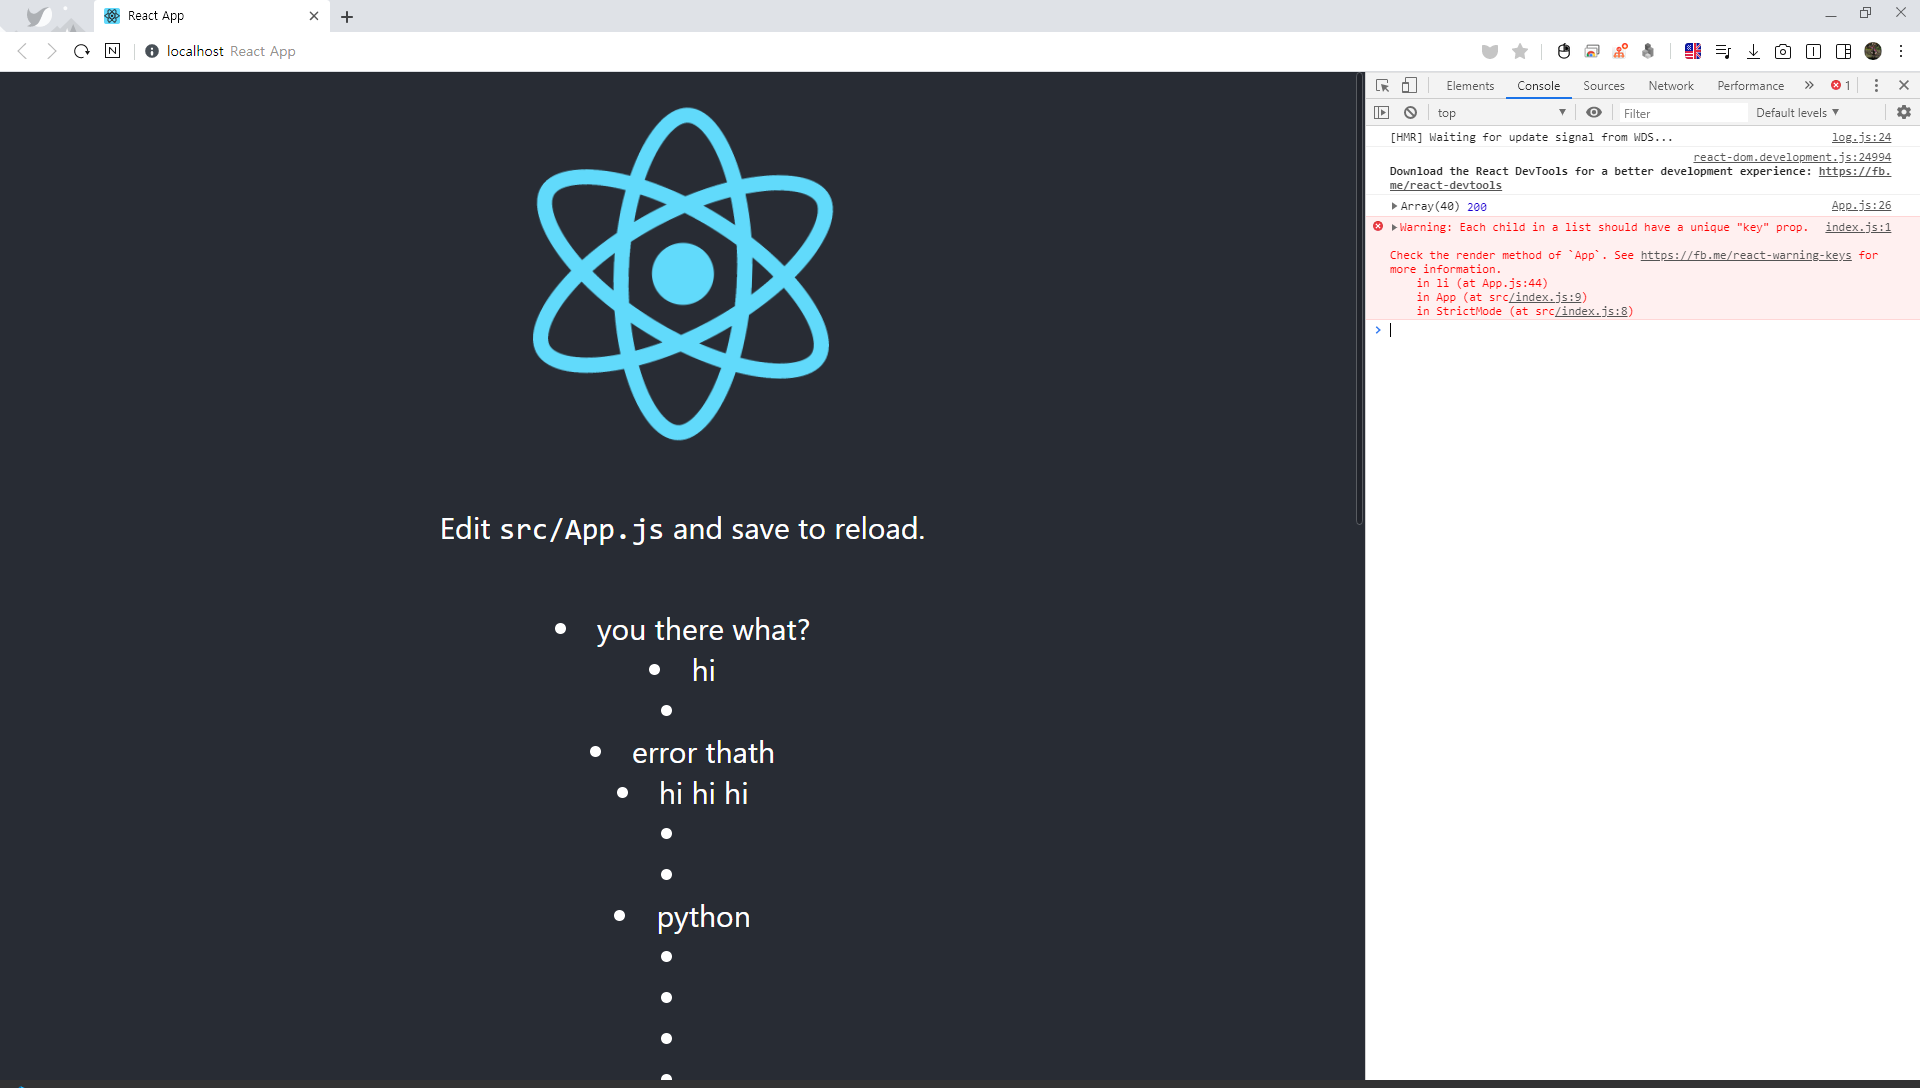 React App
N
localhost React App
Edit src/App.js and save to reload.
• you there what?
• hi
•
• error thath
• hi hi hi
•
•
• python
•
•
•
•
Elements Console Sources Network Performance » 1
top Filter Default levels
[HMR] Waiting for update signal from WDS... log.js:24
react-dom.development.js:24994
Download the React DevTools for a better development experience: https://fb.
me/react-devtools
Array(40) 200 App.js:26
Warning: Each child in a list should have a unique "key" prop. index.js:1
Check the render method of `App`. See https://fb.me/react-warning-keys for
more information.
in li (at App.js:44)
in App (at src/index.js:9)
in StrictMode (at src/index.js:8)
>